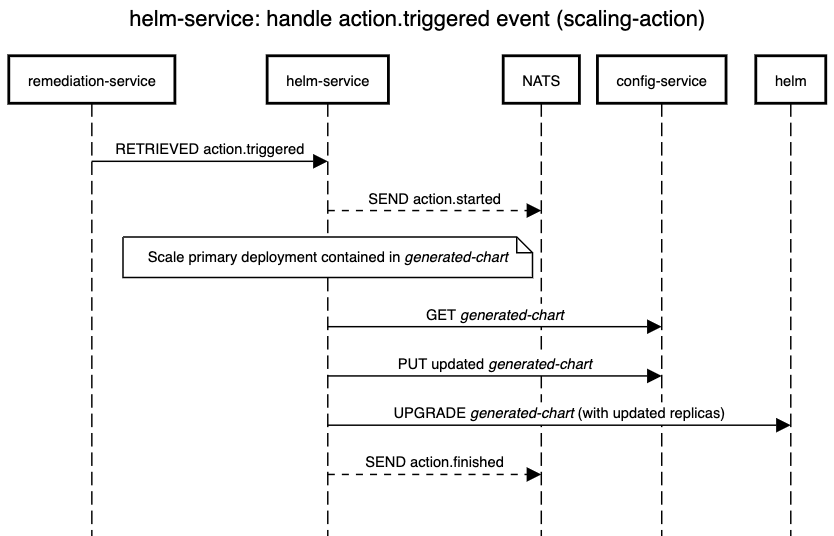 helm-service: handle action.triggered event (scaling-action)
remediation-service
helm-service
NATS
config-service
helm
RETRIEVED action.triggered
SEND action.started
Scale primary deployment contained in generated-chart
GET generated-chart
PUT updated generated-chart
UPGRADE generated-chart (with updated replicas)
SEND action.finished